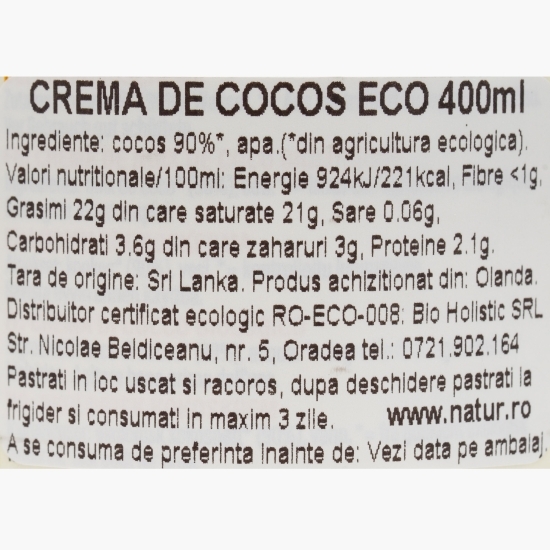 CREMA DE COCOS ECO 400ml
Ingrediente: cocos 90%*, apa.(*din agricultura ecologica).
Valori nutritionale/100ml: Energie 924kJ/221kcal, Fibre <1g,
Grasimi 22g din care saturate 21g, Sare 0.06g,
Carbohidrati 3.6g din care zaharuri 3g, Proteine 2.1g.
Tara de origine: Sri Lanka. Produs achizitionat din: Olanda.
Distribuitor certificat ecologic RO-ECO-008: Bio Holistic SRL
Str. Nicolae Beldiceanu, nr. 5, Oradea tel.: 0721.902.164
Pastrati in loc uscat si racoros, dupa deschidere pastrati la
frigider si consumati in maxim 3 zile. www.natur.ro
A se consuma de preferinta inainte de: Vezi data pe ambalaj.